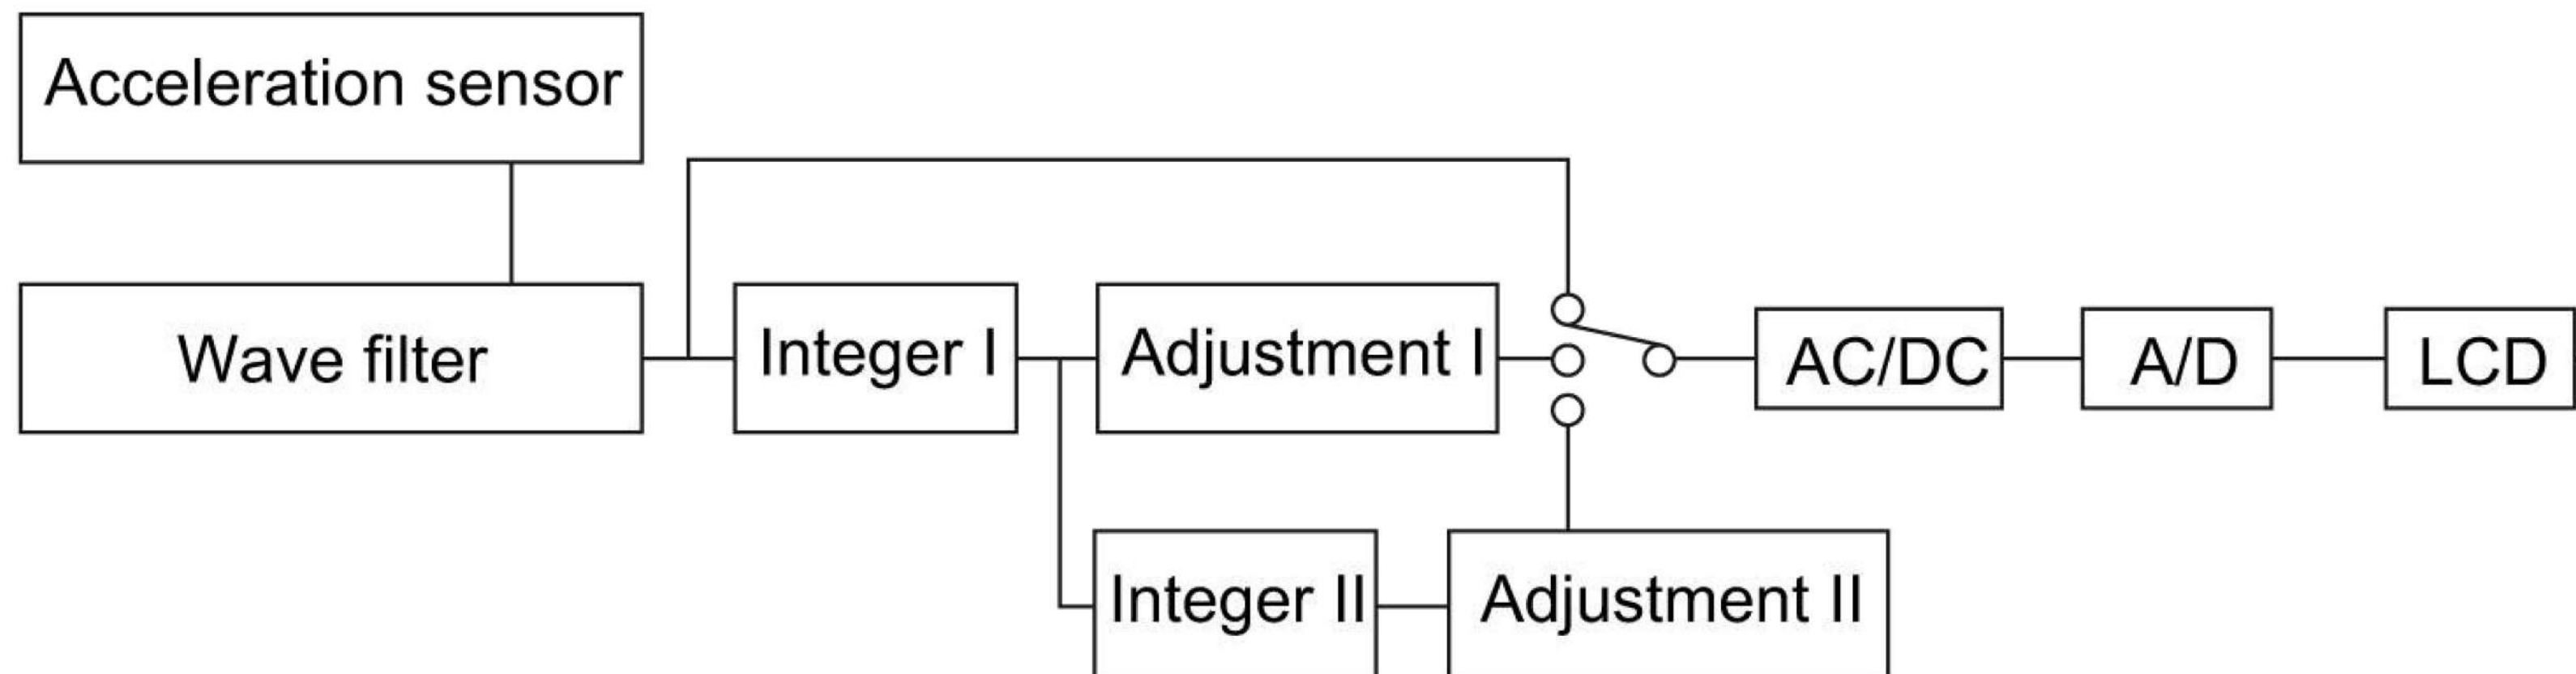 Acceleration sensor
Wave filter
Integer I
Adjustment I
AC/DC
A/D
LCD
Integer II
Adjustment II